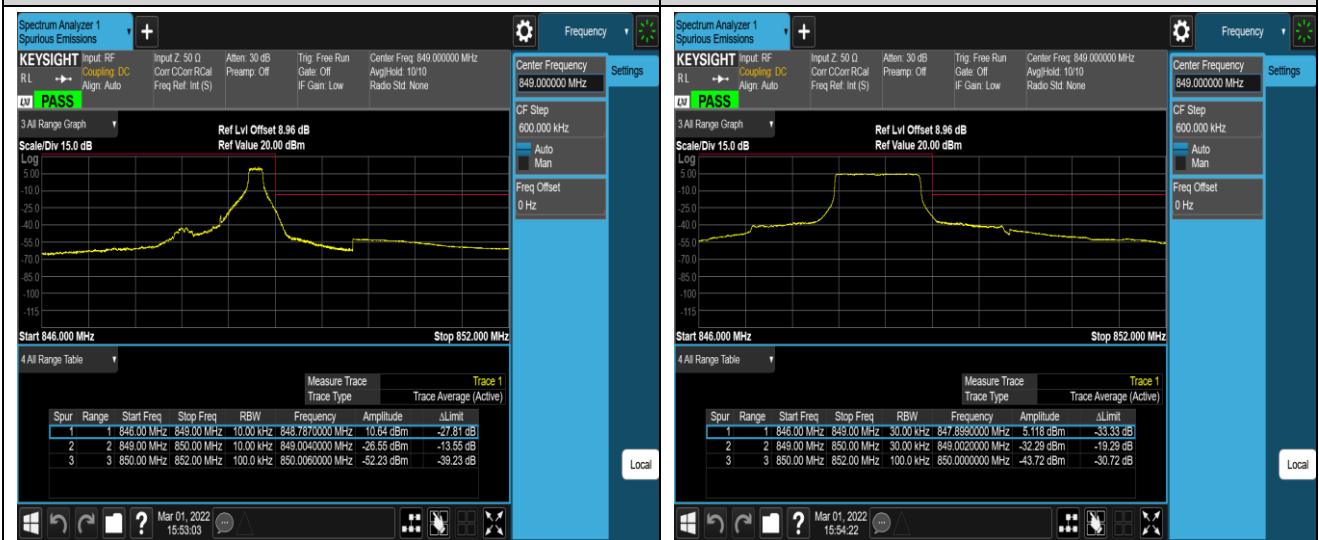 Spectrum Analyzer 1
Spurious Emissions
Frequency
KEYSIGHT Input: RF Input Z: 50 Ω Atten: 30 dB Trig: Free Run Center Freq: 849.000000 MHz
RL Coupling: DC Corr CCorr RCal Preamp: Off Gate: Off Avg|Hold: 10/10
Align: Auto Freq Ref: Int (S) IF Gain: Low Radio Std: None
LXI PASS
Center Frequency
849.000000 MHz
Settings
CF Step
600.000 kHz
Auto
Man
Freq Offset
0 Hz
3 All Range Graph
Ref Lvl Offset 8.96 dB
Scale/Div 15.0 dB Ref Value 20.00 dBm
Log
5.00
-10.0
-25.0
-40.0
-55.0
-70.0
-85.0
-100
-115
Start 846.000 MHz Stop 852.000 MHz
4 All Range Table
Measure Trace Trace 1
Trace Type Trace Average (Active)
Spur Range Start Freq Stop Freq RBW Frequency Amplitude ΔLimit
1 1 846.00 MHz 849.00 MHz 10.00 kHz 848.7870000 MHz 10.64 dBm -27.81 dB
2 2 849.00 MHz 850.00 MHz 10.00 kHz 849.0040000 MHz -26.55 dBm -13.55 dB
3 3 850.00 MHz 852.00 MHz 100.0 kHz 850.0060000 MHz -52.23 dBm -39.23 dB
Local
? Mar 01, 2022
15:53:03
Spectrum Analyzer 1
Spurious Emissions
Frequency
KEYSIGHT Input: RF Input Z: 50 Ω Atten: 30 dB Trig: Free Run Center Freq: 849.000000 MHz
RL Coupling: DC Corr CCorr RCal Preamp: Off Gate: Off Avg|Hold: 10/10
Align: Auto Freq Ref: Int (S) IF Gain: Low Radio Std: None
LXI PASS
Center Frequency
849.000000 MHz
Settings
CF Step
600.000 kHz
Auto
Man
Freq Offset
0 Hz
3 All Range Graph
Ref Lvl Offset 8.96 dB
Scale/Div 15.0 dB Ref Value 20.00 dBm
Log
5.00
-10.0
-25.0
-40.0
-55.0
-70.0
-85.0
-100
-115
Start 846.000 MHz Stop 852.000 MHz
4 All Range Table
Measure Trace Trace 1
Trace Type Trace Average (Active)
Spur Range Start Freq Stop Freq RBW Frequency Amplitude ΔLimit
1 1 846.00 MHz 849.00 MHz 30.00 kHz 847.8990000 MHz 5.118 dBm -33.33 dB
2 2 849.00 MHz 850.00 MHz 30.00 kHz 849.0020000 MHz -32.29 dBm -19.29 dB
3 3 850.00 MHz 852.00 MHz 100.0 kHz 850.0000000 MHz -43.72 dBm -30.72 dB
Local
? Mar 01, 2022
15:54:22